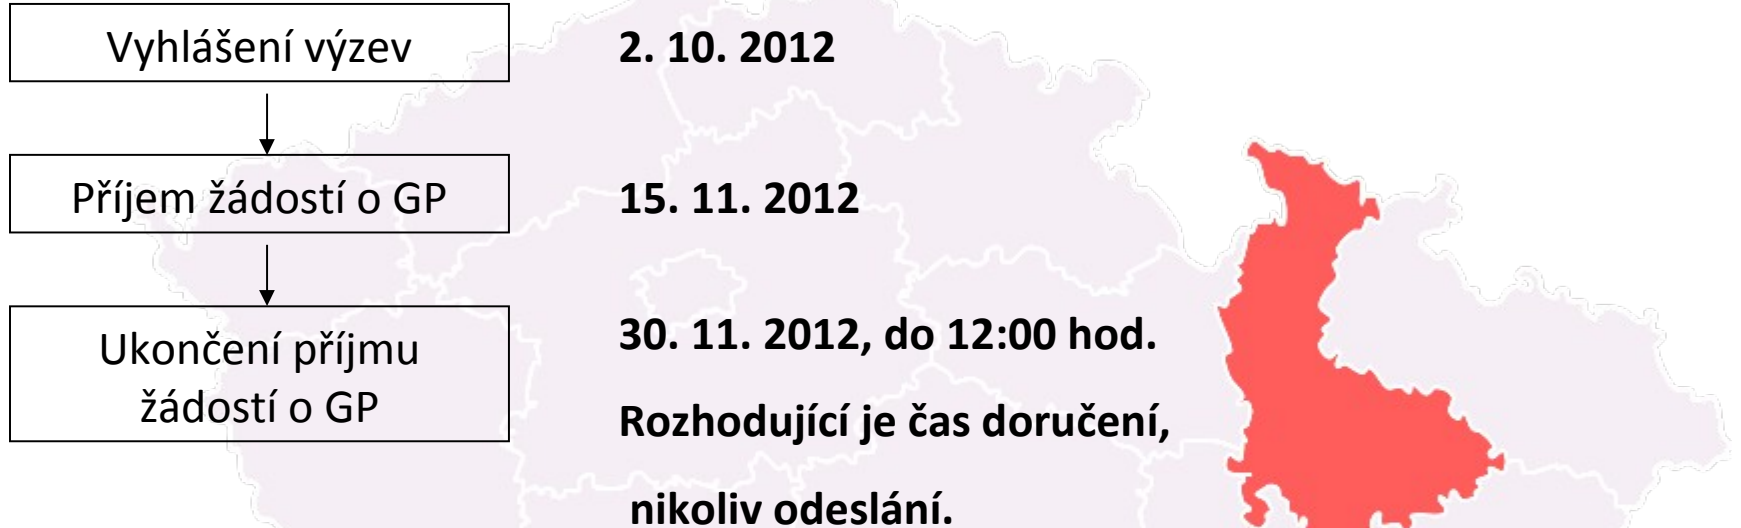 Vyhlášení výzev
2. 10. 2012
Příjem žádostí o GP
15. 11. 2012
Ukončení příjmu
žádostí o GP
30. 11. 2012, do 12:00 hod.
Rozhodující je čas doručení,
nikoliv odeslání.